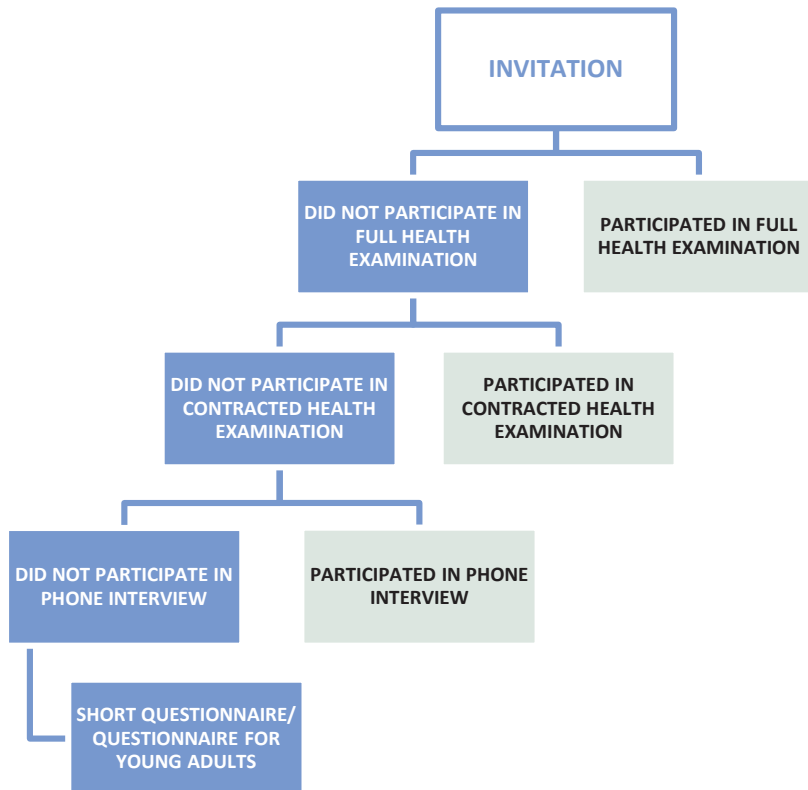 INVITATION
DID NOT PARTICIPATE IN
FULL HEALTH
EXAMINATION
PARTICIPATED IN FULL
HEALTH EXAMINATION
DID NOT PARTICIPATE IN
CONTRACTED HEALTH
EXAMINATION
PARTICIPATED IN
CONTRACTED HEALTH
EXAMINATION
DID NOT PARTICIPATE IN
PHONE INTERVIEW
PARTICIPATED IN PHONE
INTERVIEW
SHORT QUESTIONNAIRE/
QUESTIONNAIRE FOR
YOUNG ADULTS